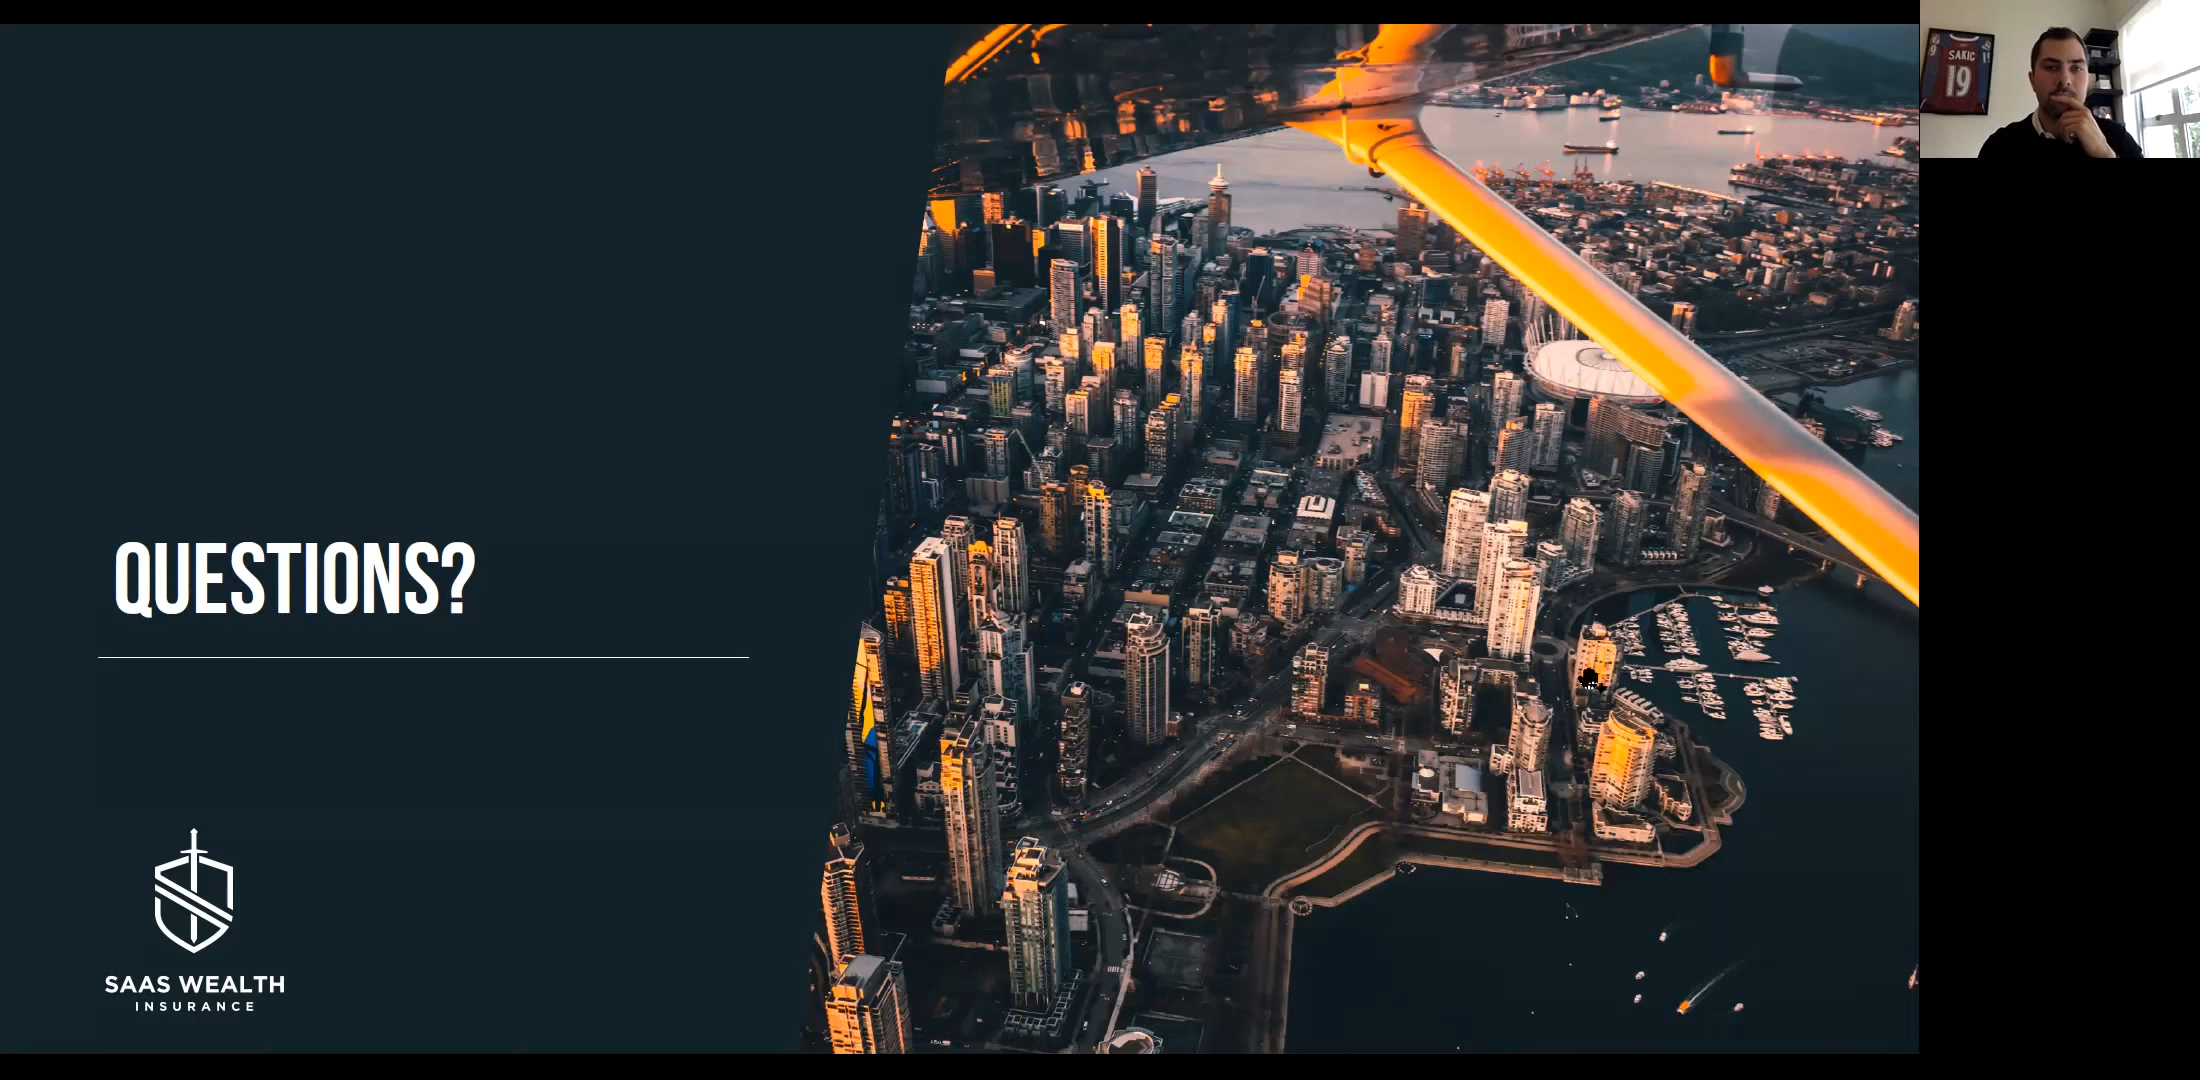 QUESTIONS?
SAAS WEALTH
INSURANCE
SAKIC
19